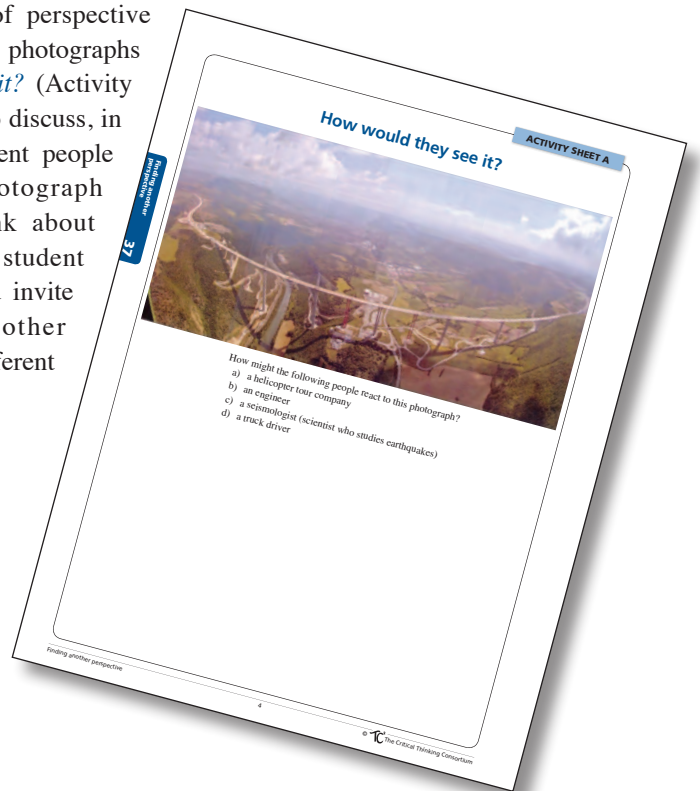 of perspective
photographs
it? (Activity
discuss, in
ent people
otograph
nk about
student
invite
other
ferent
ACTIVITY SHEET A
How would they see it?
Finding another
perspective
37
How might the following people react to this photograph?
a) a helicopter tour company
b) an engineer
c) a seismologist (scientist who studies earthquakes)
d) a truck driver
Finding another perspective
4
© TC The Critical Thinking Consortium